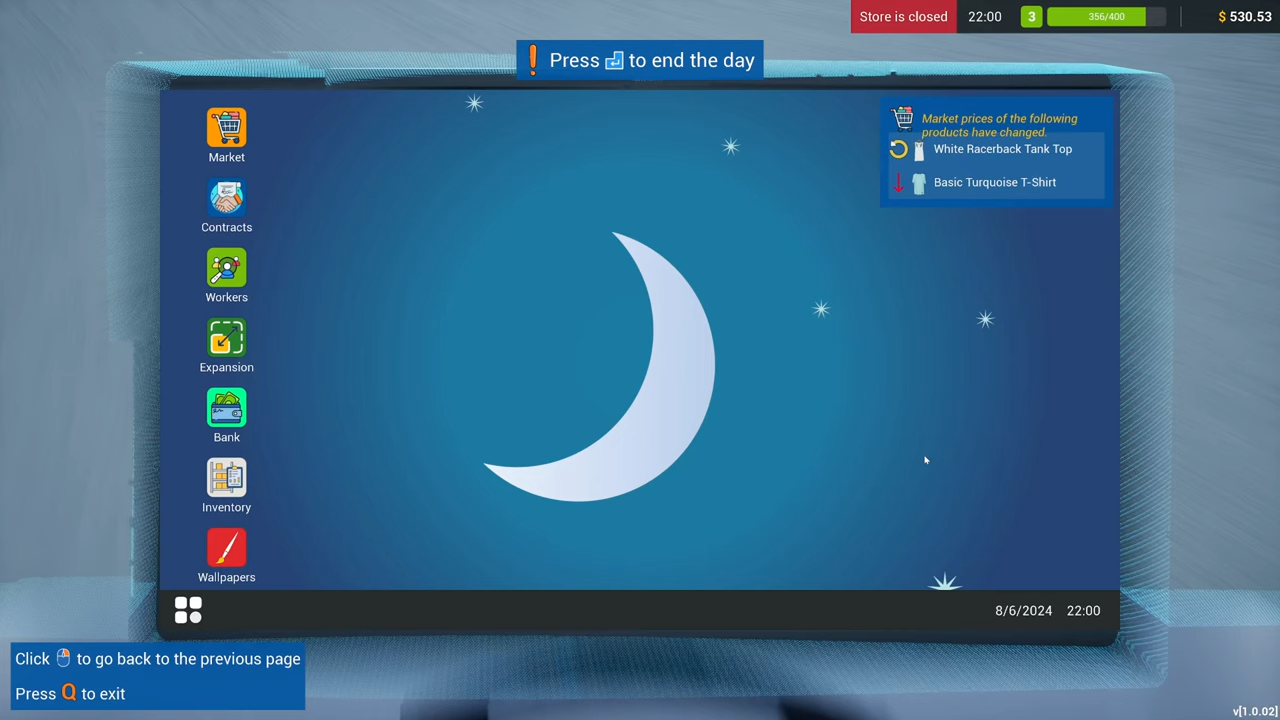 Store is closed
22:00
3
356/400
$ 530.53
! Press to end the day
Market
Contracts
Workers
Expansion
Bank
Inventory
Wallpapers
Market prices of the following
products have changed.
White Racerback Tank Top
Basic Turquoise T-Shirt
8/6/2024 22:00
Click to go back to the previous page
Press Q to exit
v[1.0.02]